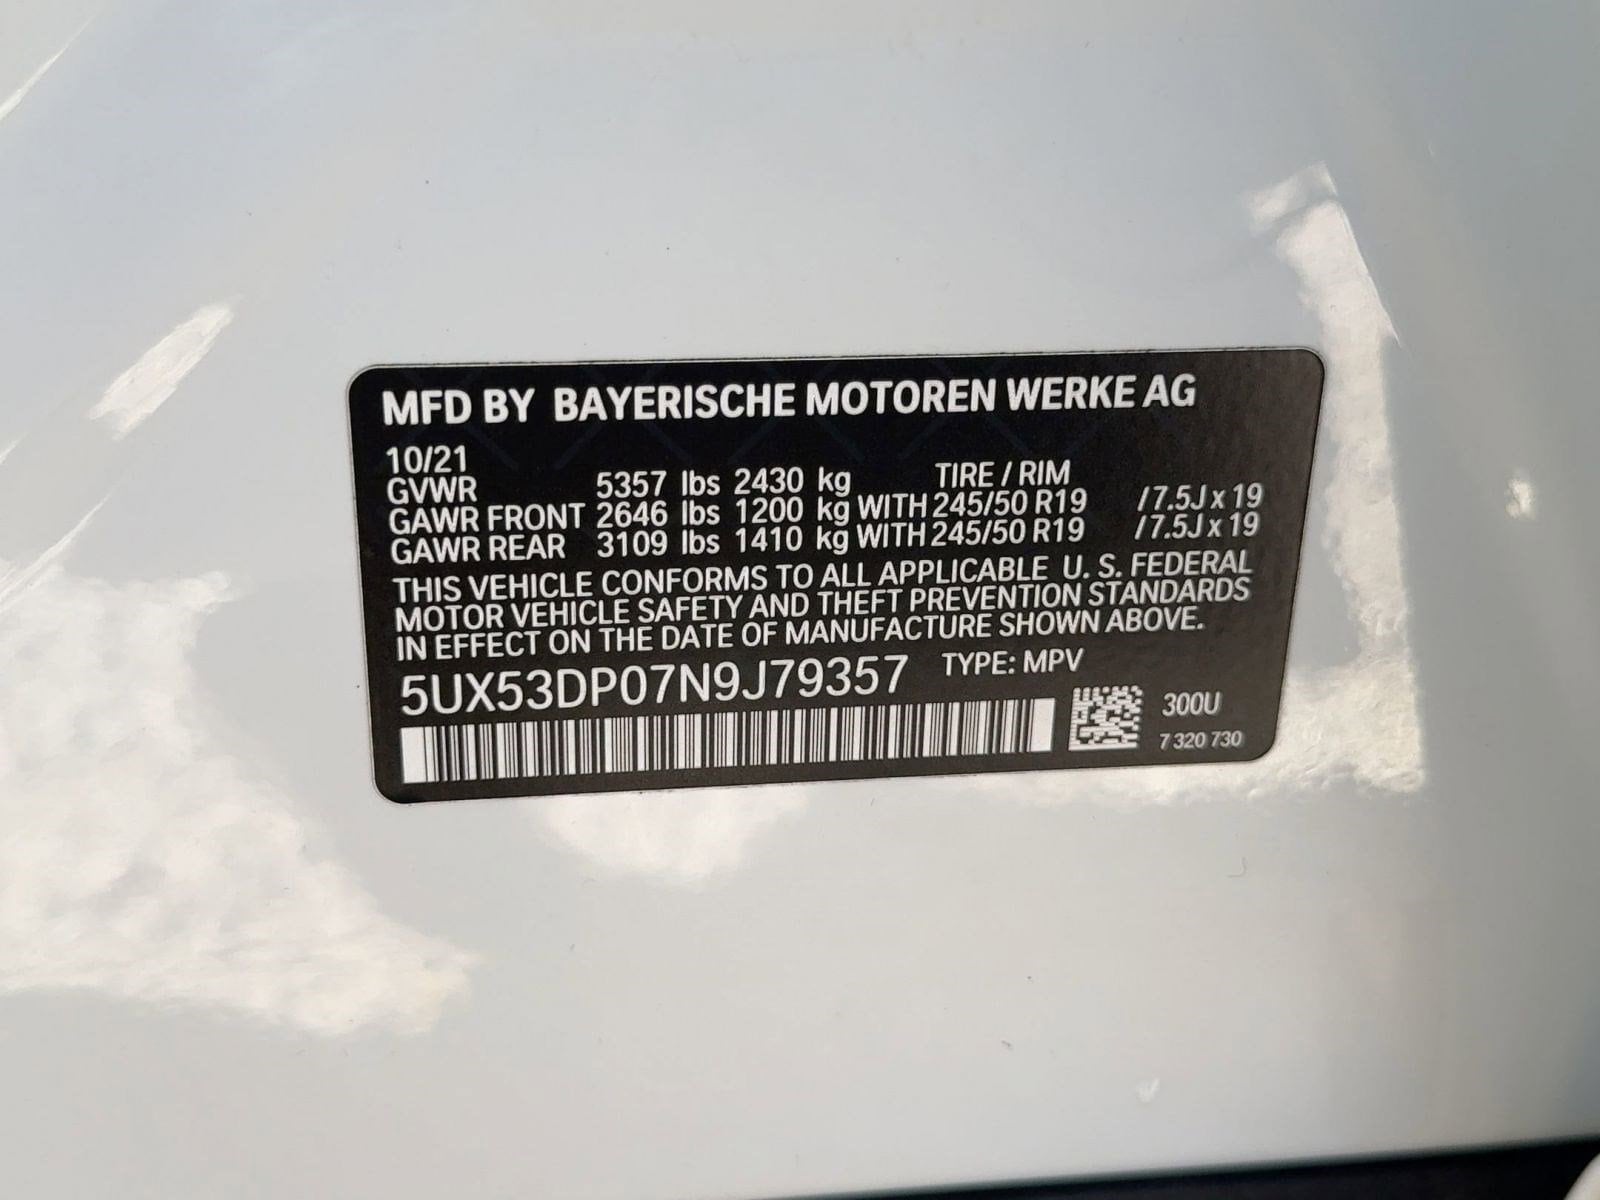 MFD BY BAYERISCHE MOTOREN WERKE AG
10/21
TIRE / RIM
GVWR 5357 lbs 2430 kg
GAWR FRONT 2646 lbs 1200 kg WITH 245/50 R19 /7.5J x 19
GAWR REAR 3109 lbs 1410 kg WITH 245/50 R19 /7.5J x 19
THIS VEHICLE CONFORMS TO ALL APPLICABLE U. S. FEDERAL
MOTOR VEHICLE SAFETY AND THEFT PREVENTION STANDARDS
IN EFFECT ON THE DATE OF MANUFACTURE SHOWN ABOVE.
5UX53DP07N9J79357 TYPE: MPV
300U
7 320 730